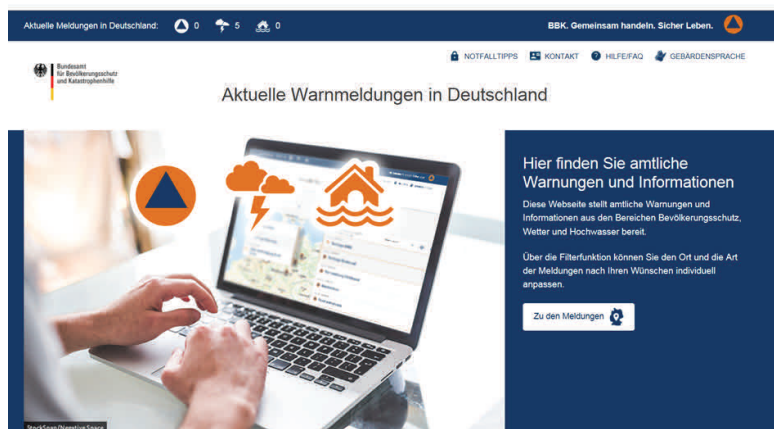 Aktuelle Meldungen in Deutschland: 0 5 0
BBK. Gemeinsam handeln. Sicher Leben.
NOTFALLTIPPS KONTAKT HILFE/FAQ GEBÄRDENSPRACHE
Bundesamt
für Bevölkerungsschutz
und Katastrophenhilfe
Aktuelle Warnmeldungen in Deutschland
Hier finden Sie amtliche
Warnungen und Informationen
Diese Webseite stellt amtliche Warnungen und
Informationen aus den Bereichen Bevölkerungsschutz,
Wetter und Hochwasser bereit.
Über die Filterfunktion können Sie den Ort und die Art
der Meldungen nach Ihren Wünschen individuell
anpassen.
Zu den Meldungen
StockSnap/Negative Space